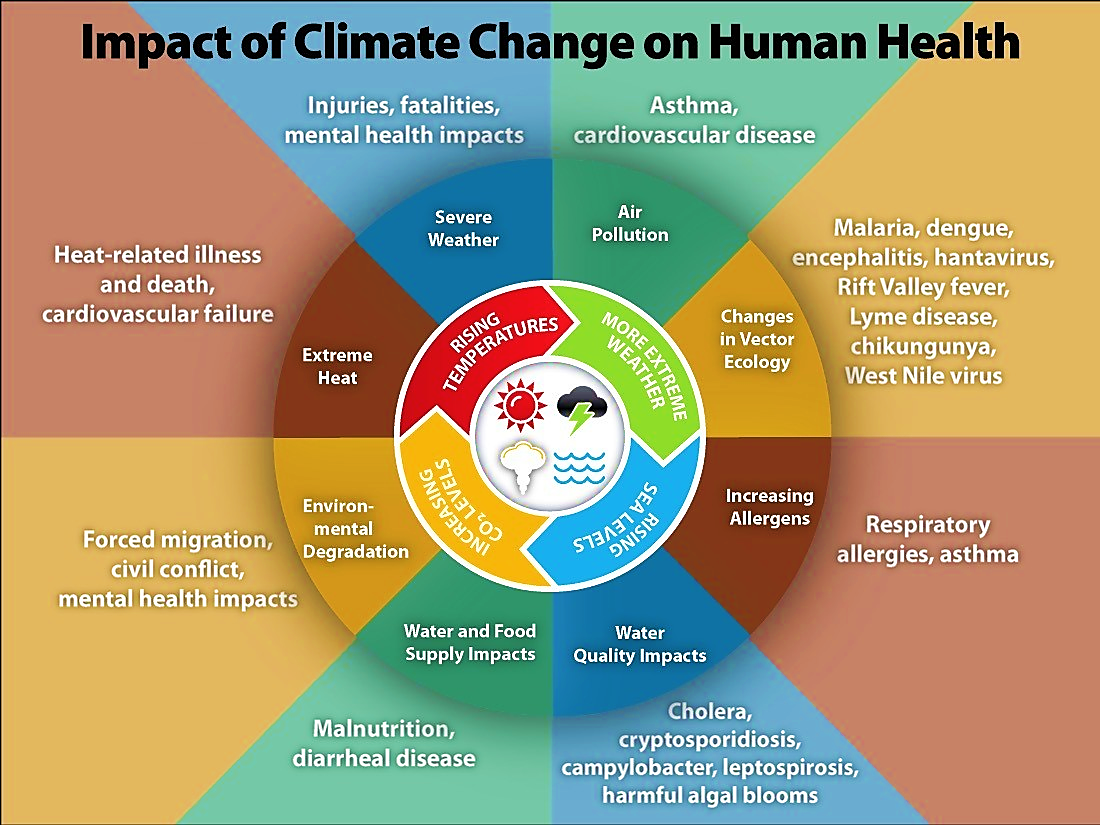 Impact of Climate Change on Human Health
Injuries, fatalities,
mental health impacts
Asthma,
cardiovascular disease
Severe
Weather
Air
Pollution
Heat-related illness
and death,
cardiovascular failure
Extreme
Heat
Changes
in Vector
Ecology
Malaria, dengue,
encephalitis, hantavirus,
Rift Valley fever,
Lyme disease,
chikungunya,
West Nile virus
RISING
TEMPERATURES
MORE EXTREME
WEATHER
INCREASING
CO₂ LEVELS
RISING
SEA LEVELS
Environ-
mental
Degradation
Forced migration,
civil conflict,
mental health impacts
Increasing
Allergens
Respiratory
allergies, asthma
Water and Food
Supply Impacts
Water
Quality Impacts
Malnutrition,
diarrheal disease
Cholera,
cryptosporidiosis,
campylobacter, leptospirosis,
harmful algal blooms